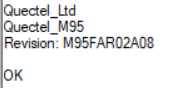 Quectel_Ltd
Quectel_M95
Revision: M95FAR02A08
OK